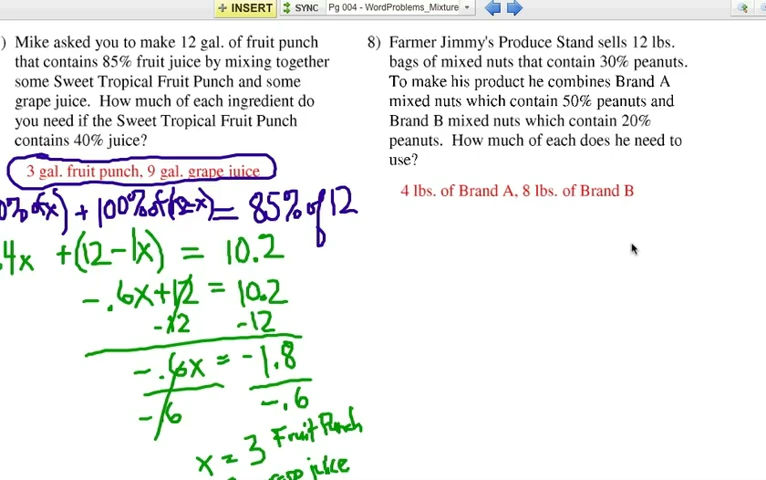 INSERT SYNC Pg 004 - WordProblems_Mixture
) Mike asked you to make 12 gal. of fruit punch
that contains 85% fruit juice by mixing together
some Sweet Tropical Fruit Punch and some
grape juice. How much of each ingredient do
you need if the Sweet Tropical Fruit Punch
contains 40% juice?
3 gal. fruit punch, 9 gal. grape juice
0% of x) + 100% of (12-x) = 85% of 12
.4x + (12 - 1x) = 10.2
-.6x + 12 = 10.2
-12 -12
-.6x = -1.8
-.6 -.6
x = 3 Fruit Punch
juice
8) Farmer Jimmy's Produce Stand sells 12 lbs.
bags of mixed nuts that contain 30% peanuts.
To make his product he combines Brand A
mixed nuts which contain 50% peanuts and
Brand B mixed nuts which contain 20%
peanuts. How much of each does he need to
use?
4 lbs. of Brand A, 8 lbs. of Brand B